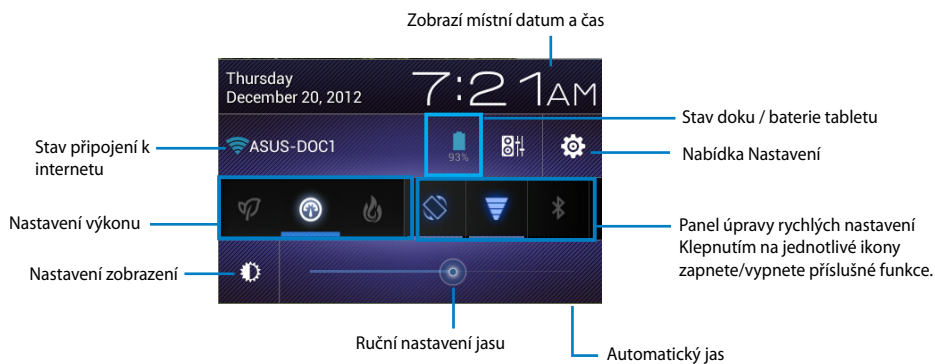 Zobrazí místní datum a čas
Thursday
December 20, 2012
7:21AM
Stav doku / baterie tabletu
Stav připojení k
internetu
ASUS-DOC1
93%
Nabídka Nastavení
Nastavení výkonu
Panel úpravy rychlých nastavení
Klepnutím na jednotlivé ikony
zapnete/vypnete příslušné funkce.
Nastavení zobrazení
Ruční nastavení jasu
Automatický jas